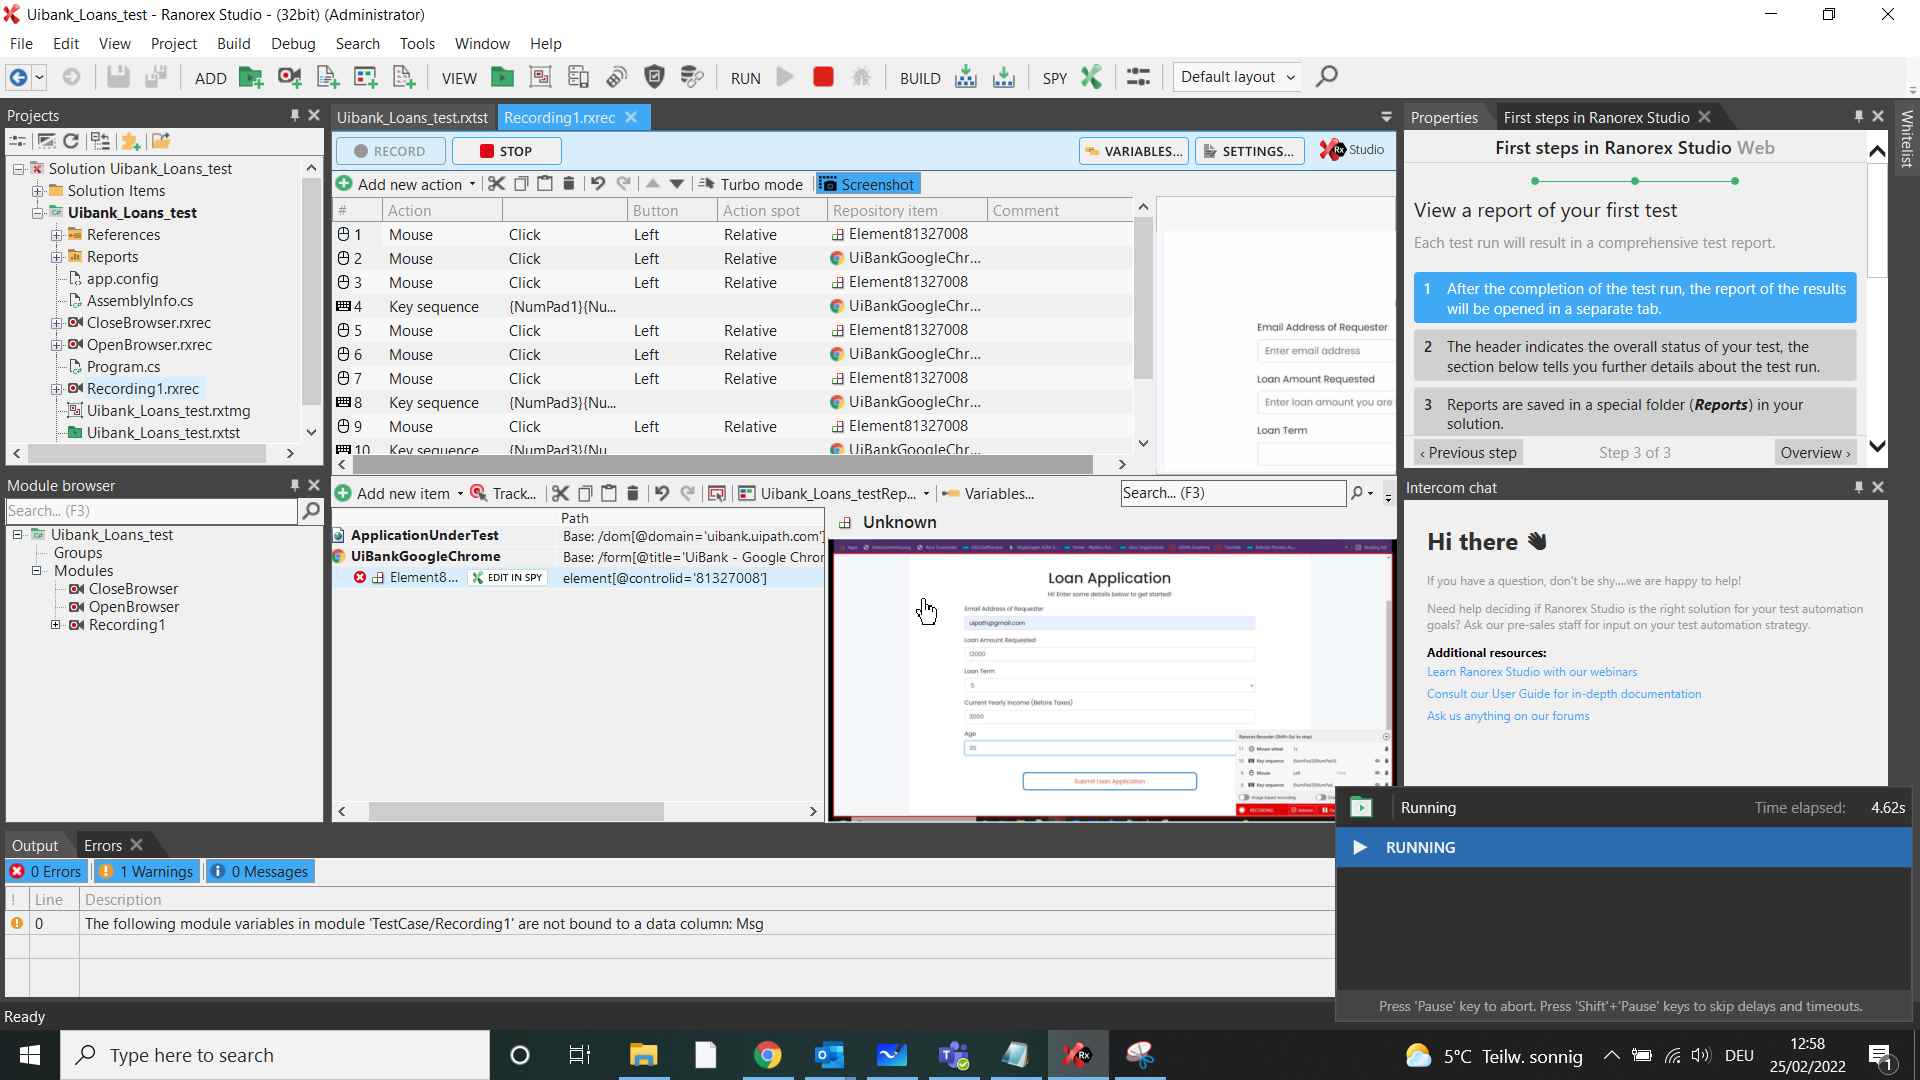 Uibank_Loans_test - Ranorex Studio - (32bit) (Administrator)
File Edit View Project Build Debug Search Tools Window Help
ADD VIEW RUN BUILD SPY Default layout
Projects
Solution Uibank_Loans_test
Solution Items
Uibank_Loans_test
References
Reports
app.config
AssemblyInfo.cs
CloseBrowser.rxrec
OpenBrowser.rxrec
Program.cs
Recording1.rxrec
Uibank_Loans_test.rxtmg
Uibank_Loans_test.rxtst
Module browser
Search... (F3)
Uibank_Loans_test
Groups
Modules
CloseBrowser
OpenBrowser
Recording1
Uibank_Loans_test.rxtst Recording1.rxrec
RECORD STOP VARIABLES... SETTINGS... Rx Studio
Add new action Turbo mode Screenshot
# Action Button Action spot Repository item Comment
1 Mouse Click Left Relative Element81327008
2 Mouse Click Left Relative UiBankGoogleChr...
3 Mouse Click Left Relative Element81327008
4 Key sequence {NumPad1}{Nu... UiBankGoogleChr...
5 Mouse Click Left Relative Element81327008
6 Mouse Click Left Relative UiBankGoogleChr...
7 Mouse Click Left Relative Element81327008
8 Key sequence {NumPad3}{Nu... UiBankGoogleChr...
9 Mouse Click Left Relative Element81327008
10 Key sequence {NumPad3}{Nu UiBankGoogleChr...
Email Address of Requester
Enter email address
Loan Amount Requested
Enter loan amount you are
Loan Term
Add new item Track... Uibank_Loans_testRep... Variables... Search... (F3)
Path
ApplicationUnderTest Base: /dom[@domain='uibank.uipath.com'
UiBankGoogleChrome Base: /form[@title='UiBank - Google Chror
Element8... EDIT IN SPY element[@controlid='81327008']
Unknown
Loan Application
Hi! Enter some details below to get started!
Email Address of Requester
uipath@gmail.com
Loan Amount Requested
12000
Loan Term
5
Current Yearly Income (Before Taxes)
Age
Submit Loan Application
Properties First steps in Ranorex Studio
First steps in Ranorex Studio Web
View a report of your first test
Each test run will result in a comprehensive test report.
1 After the completion of the test run, the report of the results
will be opened in a separate tab.
2 The header indicates the overall status of your test, the
section below tells you further details about the test run.
3 Reports are saved in a special folder (Reports) in your
solution.
‹ Previous step Step 3 of 3 Overview ›
Whitelist
Intercom chat
Hi there
If you have a question, don't be shy....we are happy to help!
Need help deciding if Ranorex Studio is the right solution for your test automation
goals? Ask our pre-sales staff for input on your test automation strategy.
Additional resources:
Learn Ranorex Studio with our webinars
Consult our User Guide for in-depth documentation
Ask us anything on our forums
Running Time elapsed: 4.62s
RUNNING
Press 'Pause' key to abort. Press 'Shift'+'Pause' keys to skip delays and timeouts.
Output Errors
0 Errors 1 Warnings 0 Messages
! Line Description
0 The following module variables in module 'TestCase/Recording1' are not bound to a data column: Msg
Ready
Type here to search
5°C Teilw. sonnig DEU 12:58
25/02/2022
1